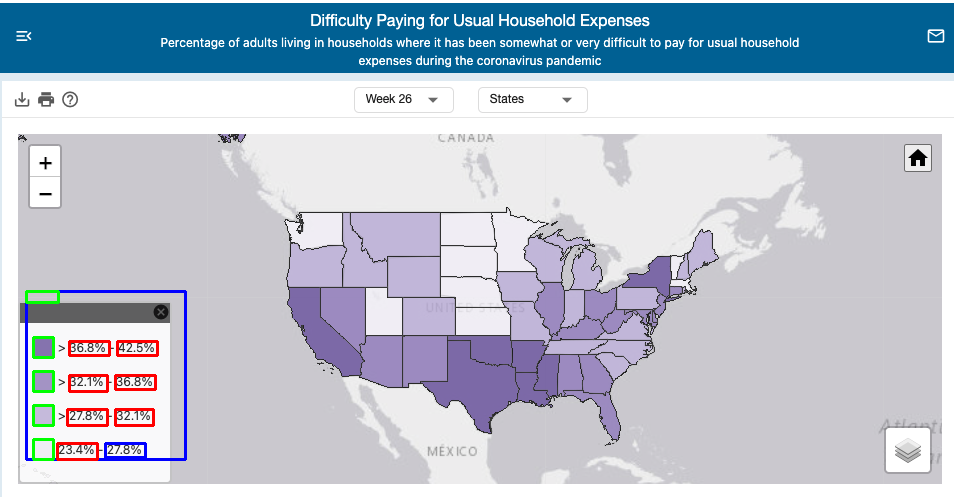 Difficulty Paying for Usual Household Expenses
Percentage of adults living in households where it has been somewhat or very difficult to pay for usual household
expenses during the coronavirus pandemic
Week 26
States
CANADA
+
−
UNITED STATES
> 36.8% - 42.5%
> 32.1% - 36.8%
> 27.8% - 32.1%
23.4% - 27.8%
MÉXICO